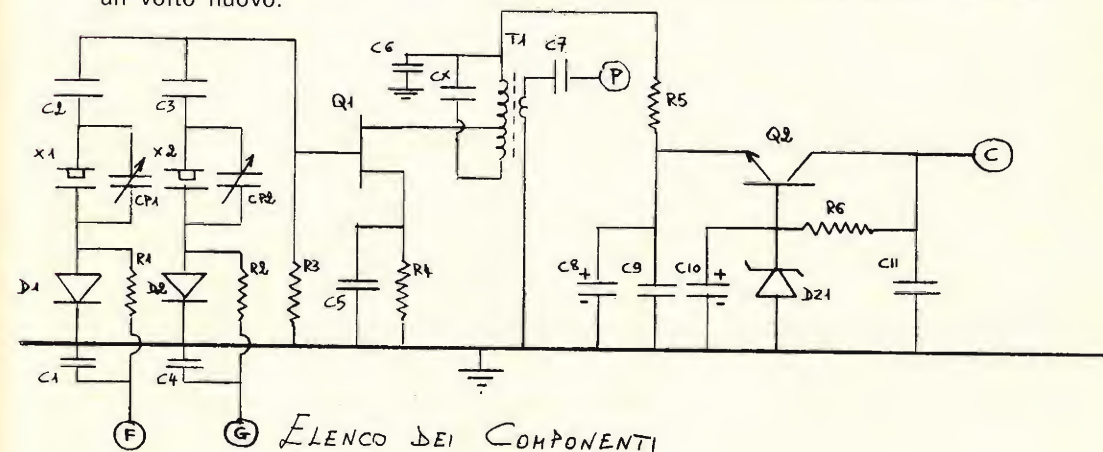 un volto nuovo.
C6
T1
C7
P
CX
C2
C3
Q1
R5
Q2
C
X1
X2
CP1
CP2
R6
R1
R2
R3
R4
C8 +
-
C9
C10 +
-
C11
D1
D2
C5
DZ1
C1
C4
F
G
ELENCO DEI COMPONENTI